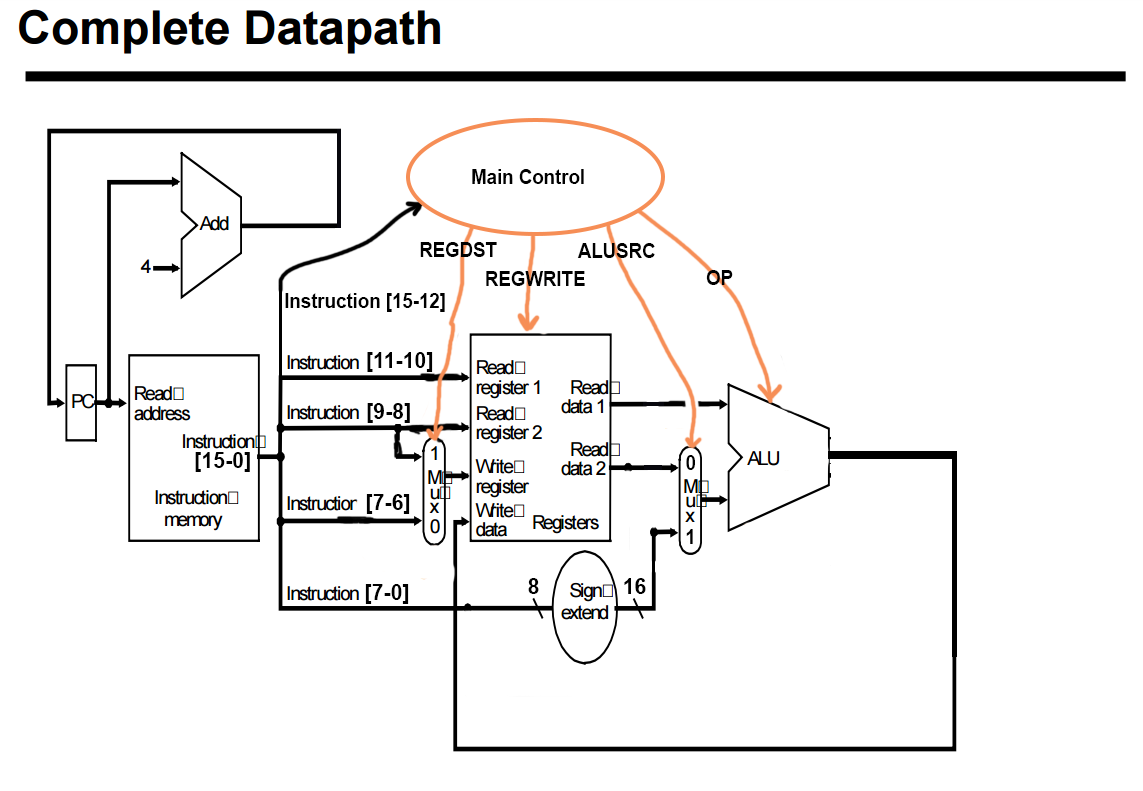 Complete Datapath
Main Control
REGDST
ALUSRC
REGWRITE
OP
Add
4
Instruction [15-12]
Instruction [11-10]
Instruction [9-8]
Instructior [7-6]
Instruction [7-0]
PC
Read□
address
Instruction□
[15-0]
Instruction□
memory
1
M□
u□
x
0
Read□
register 1
Read□
register 2
Write□
register
Write□
data
Read□
data 1
Read□
data 2
Registers
0
M□
u□
x
1
ALU
8
Sign□
extend
16